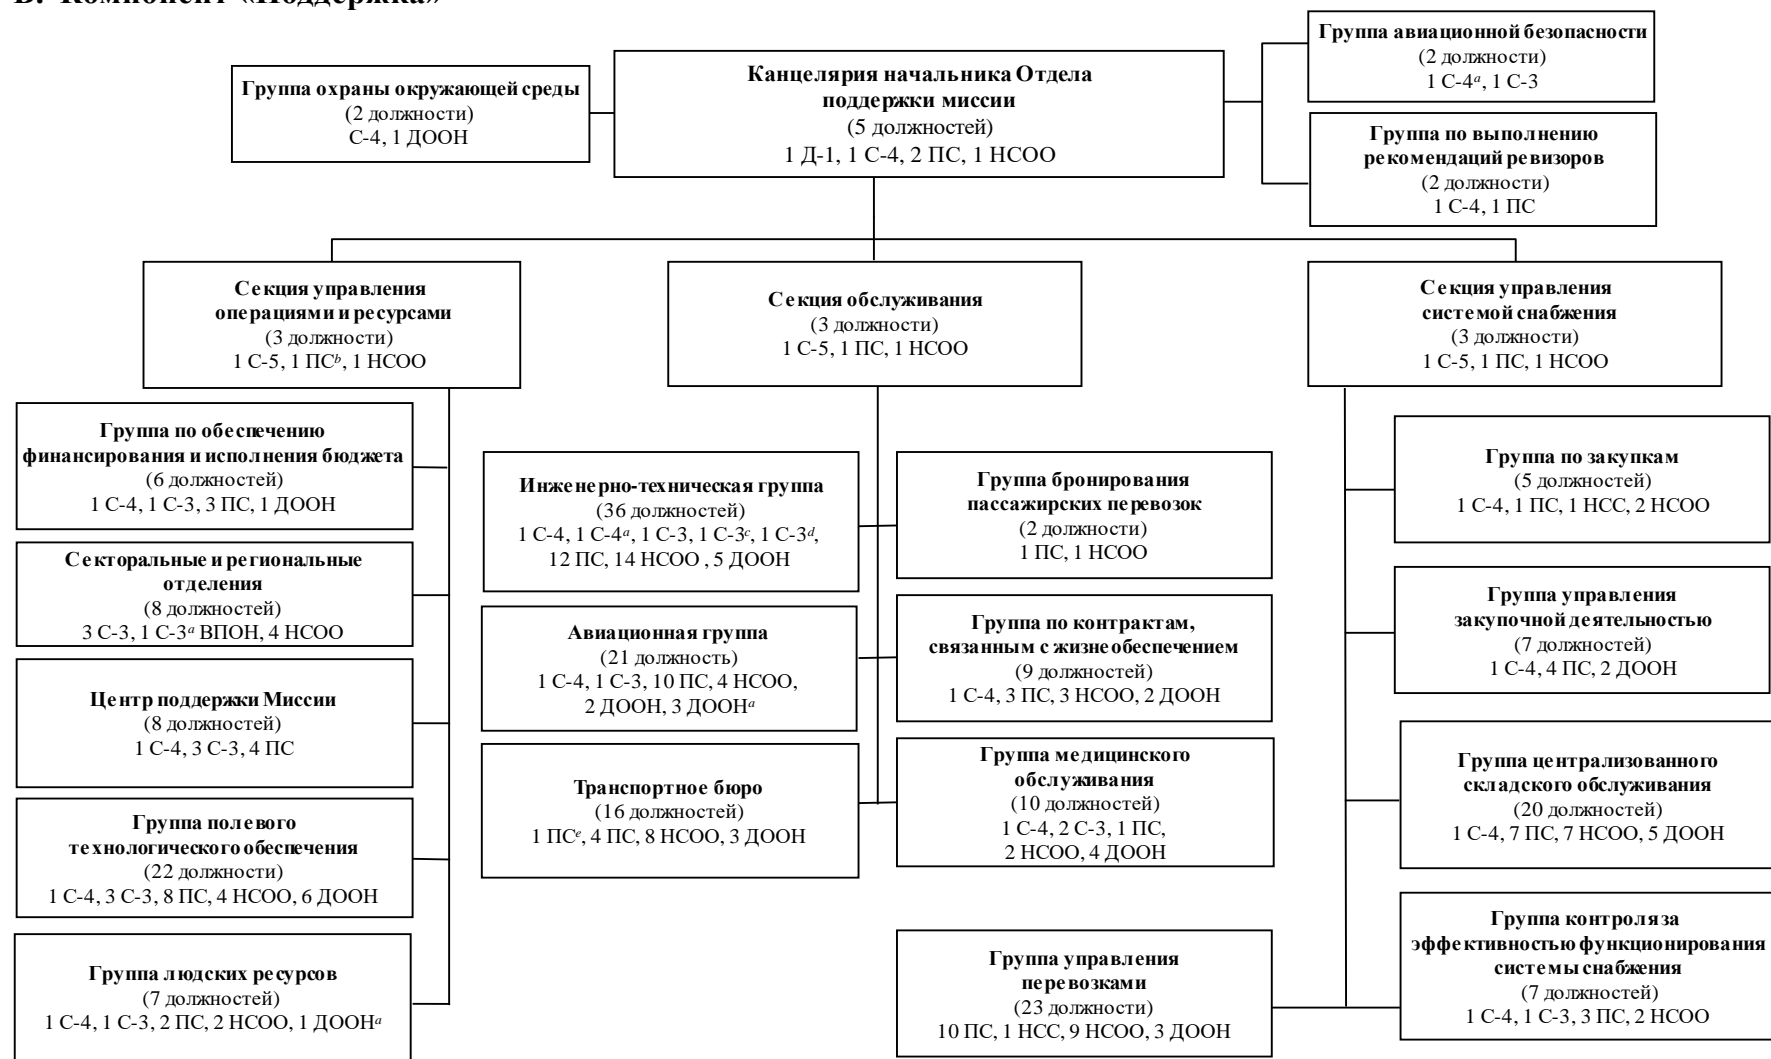 B. Компонент «Поддержка»
Группа охраны окружающей среды
(2 должности)
С-4, 1 ДООН
Канцелярия начальника Отдела
поддержки миссии
(5 должностей)
1 Д-1, 1 С-4, 2 ПС, 1 НСОО
Группа авиационной безопасности
(2 должности)
1 С-4ᵃ, 1 С-3
Группа по выполнению
рекомендаций ревизоров
(2 должности)
1 С-4, 1 ПС
Секция управления
операциями и ресурсами
(3 должности)
1 С-5, 1 ПСᵇ, 1 НСОО
Секция обслуживания
(3 должности)
1 С-5, 1 ПС, 1 НСОО
Секция управления
системой снабжения
(3 должности)
1 С-5, 1 ПС, 1 НСОО
Группа по обеспечению
финансирования и исполнения бюджета
(6 должностей)
1 С-4, 1 С-3, 3 ПС, 1 ДООН
Секторальные и региональные
отделения
(8 должностей)
3 С-3, 1 С-3ᵃ ВПОН, 4 НСОО
Центр поддержки Миссии
(8 должностей)
1 С-4, 3 С-3, 4 ПС
Группа полевого
технологического обеспечения
(22 должности)
1 С-4, 3 С-3, 8 ПС, 4 НСОО, 6 ДООН
Группа людских ресурсов
(7 должностей)
1 С-4, 1 С-3, 2 ПС, 2 НСОО, 1 ДООНᵃ
Инженерно-техническая группа
(36 должностей)
1 С-4, 1 С-4ᵃ, 1 С-3, 1 С-3ᶜ, 1 С-3ᵈ,
12 ПС, 14 НСОО , 5 ДООН
Авиационная группа
(21 должность)
1 С-4, 1 С-3, 10 ПС, 4 НСОО,
2 ДООН, 3 ДООНᵃ
Транспортное бюро
(16 должностей)
1 ПСᵉ, 4 ПС, 8 НСОО, 3 ДООН
Группа бронирования
пассажирских перевозок
(2 должности)
1 ПС, 1 НСОО
Группа по контрактам,
связанным с жизнеобеспечением
(9 должностей)
1 С-4, 3 ПС, 3 НСОО, 2 ДООН
Группа медицинского
обслуживания
(10 должностей)
1 С-4, 2 С-3, 1 ПС,
2 НСОО, 4 ДООН
Группа управления
перевозками
(23 должности)
10 ПС, 1 НСС, 9 НСОО, 3 ДООН
Группа по закупкам
(5 должностей)
1 С-4, 1 ПС, 1 НСС, 2 НСОО
Группа управления
закупочной деятельностью
(7 должностей)
1 С-4, 4 ПС, 2 ДООН
Группа централизованного
складского обслуживания
(20 должностей)
1 С-4, 7 ПС, 7 НСОО, 5 ДООН
Группа контроля за
эффективностью функционирования
системы снабжения
(7 должностей)
1 С-4, 1 С-3, 3 ПС, 2 НСОО